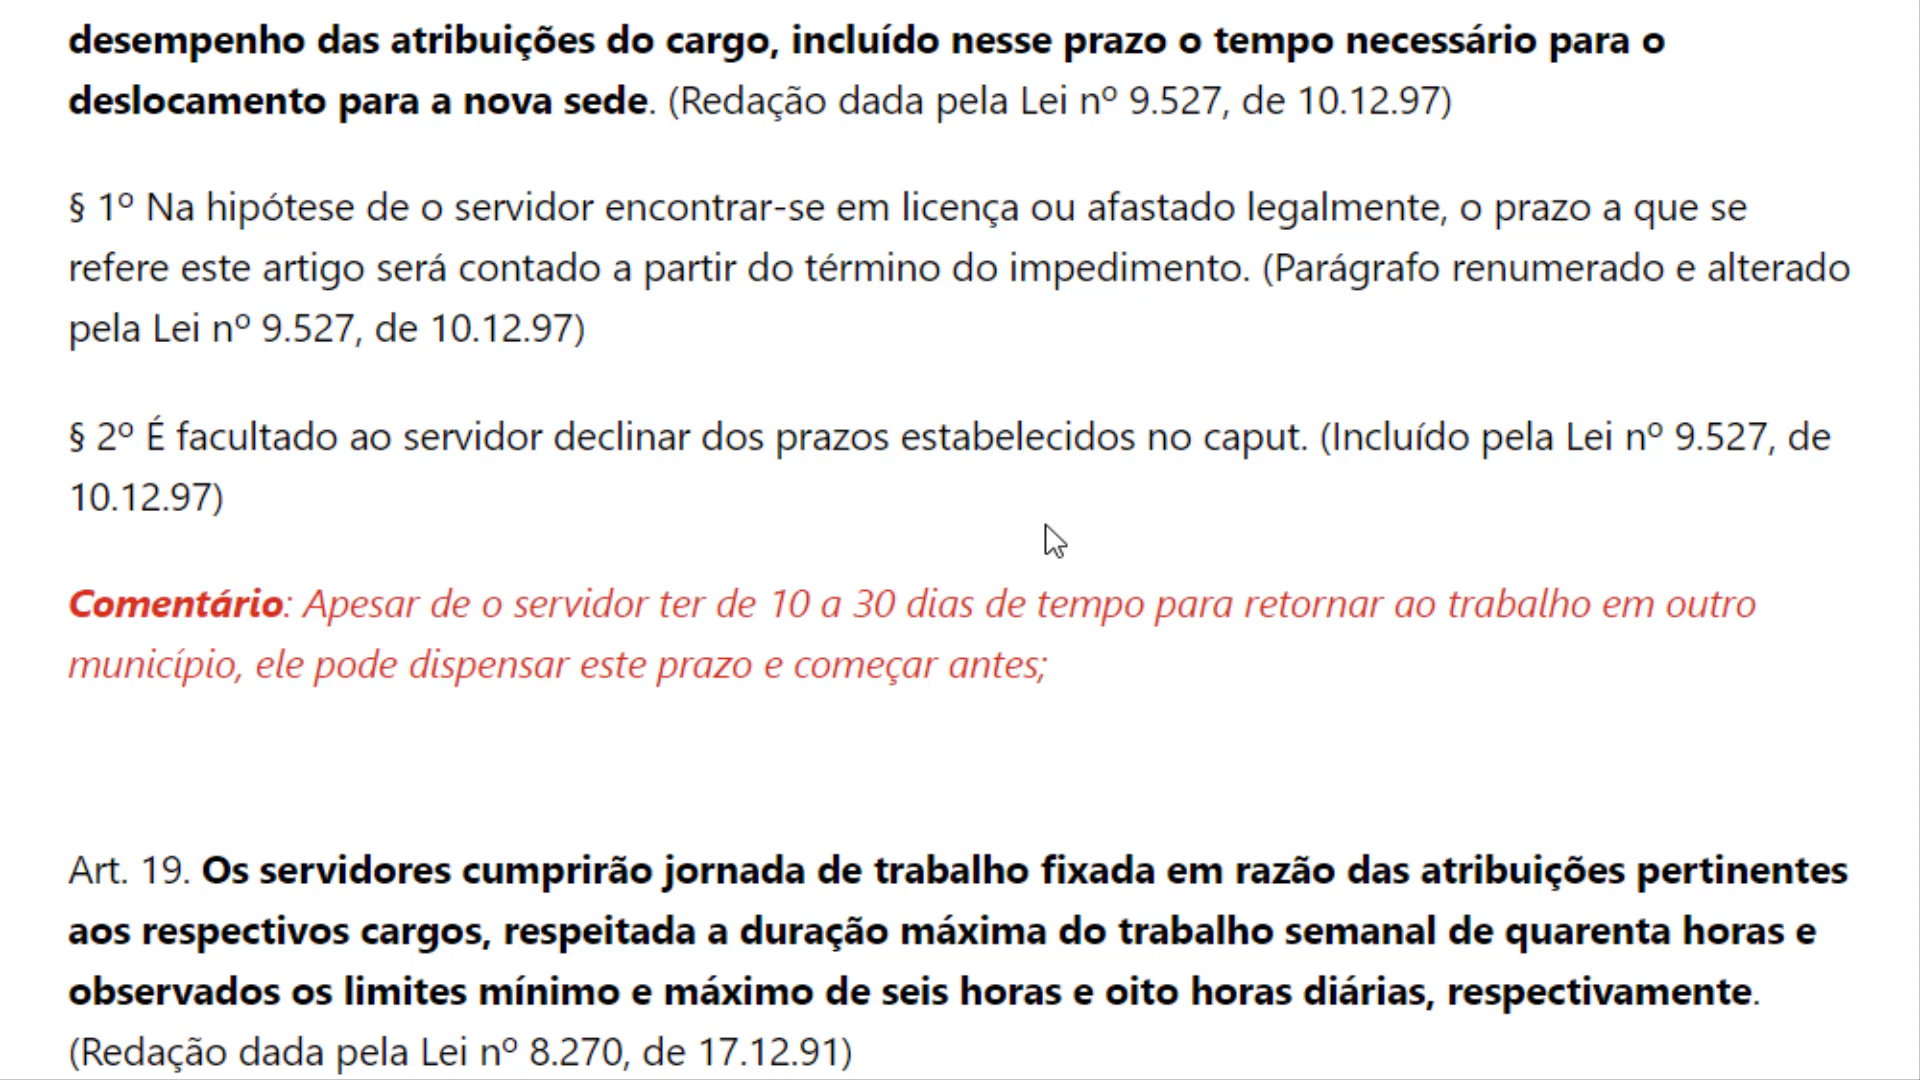 desempenho das atribuições do cargo, incluído nesse prazo o tempo necessário para o
deslocamento para a nova sede. (Redação dada pela Lei nº 9.527, de 10.12.97)
§ 1º Na hipótese de o servidor encontrar-se em licença ou afastado legalmente, o prazo a que se
refere este artigo será contado a partir do término do impedimento. (Parágrafo renumerado e alterado
pela Lei nº 9.527, de 10.12.97)
§ 2º É facultado ao servidor declinar dos prazos estabelecidos no caput. (Incluído pela Lei nº 9.527, de
10.12.97)
Comentário: Apesar de o servidor ter de 10 a 30 dias de tempo para retornar ao trabalho em outro
município, ele pode dispensar este prazo e começar antes;
Art. 19. Os servidores cumprirão jornada de trabalho fixada em razão das atribuições pertinentes
aos respectivos cargos, respeitada a duração máxima do trabalho semanal de quarenta horas e
observados os limites mínimo e máximo de seis horas e oito horas diárias, respectivamente.
(Redação dada pela Lei nº 8.270, de 17.12.91)